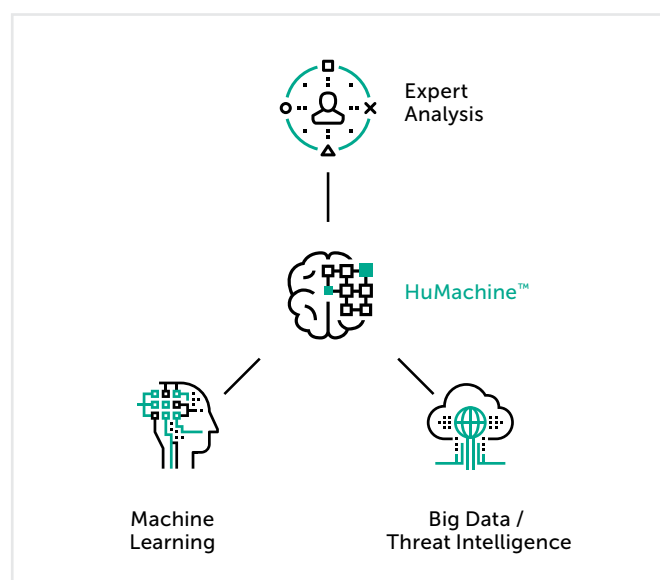 Expert
Analysis
HuMachine™
Machine
Learning
Big Data /
Threat Intelligence